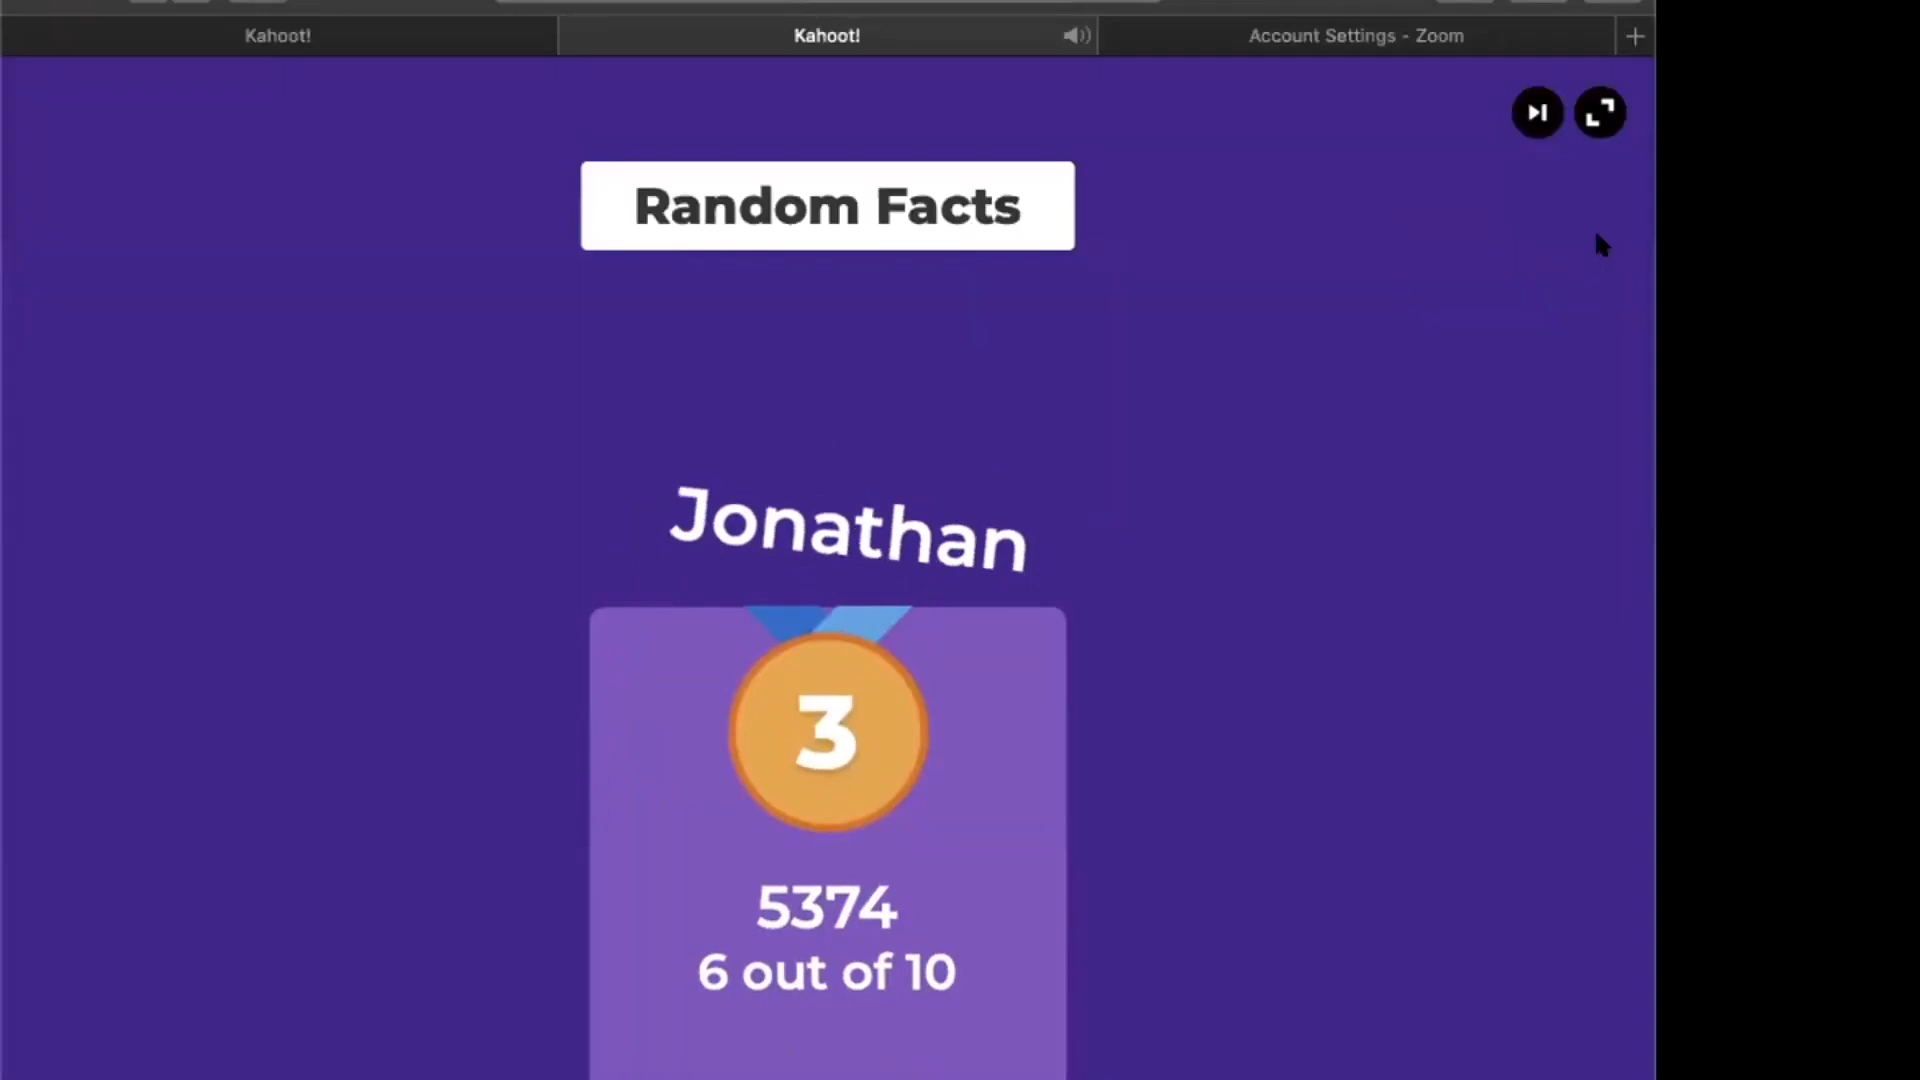 Kahoot!
Kahoot!
Account Settings - Zoom
Random Facts
Jonathan
3
5374
6 out of 10